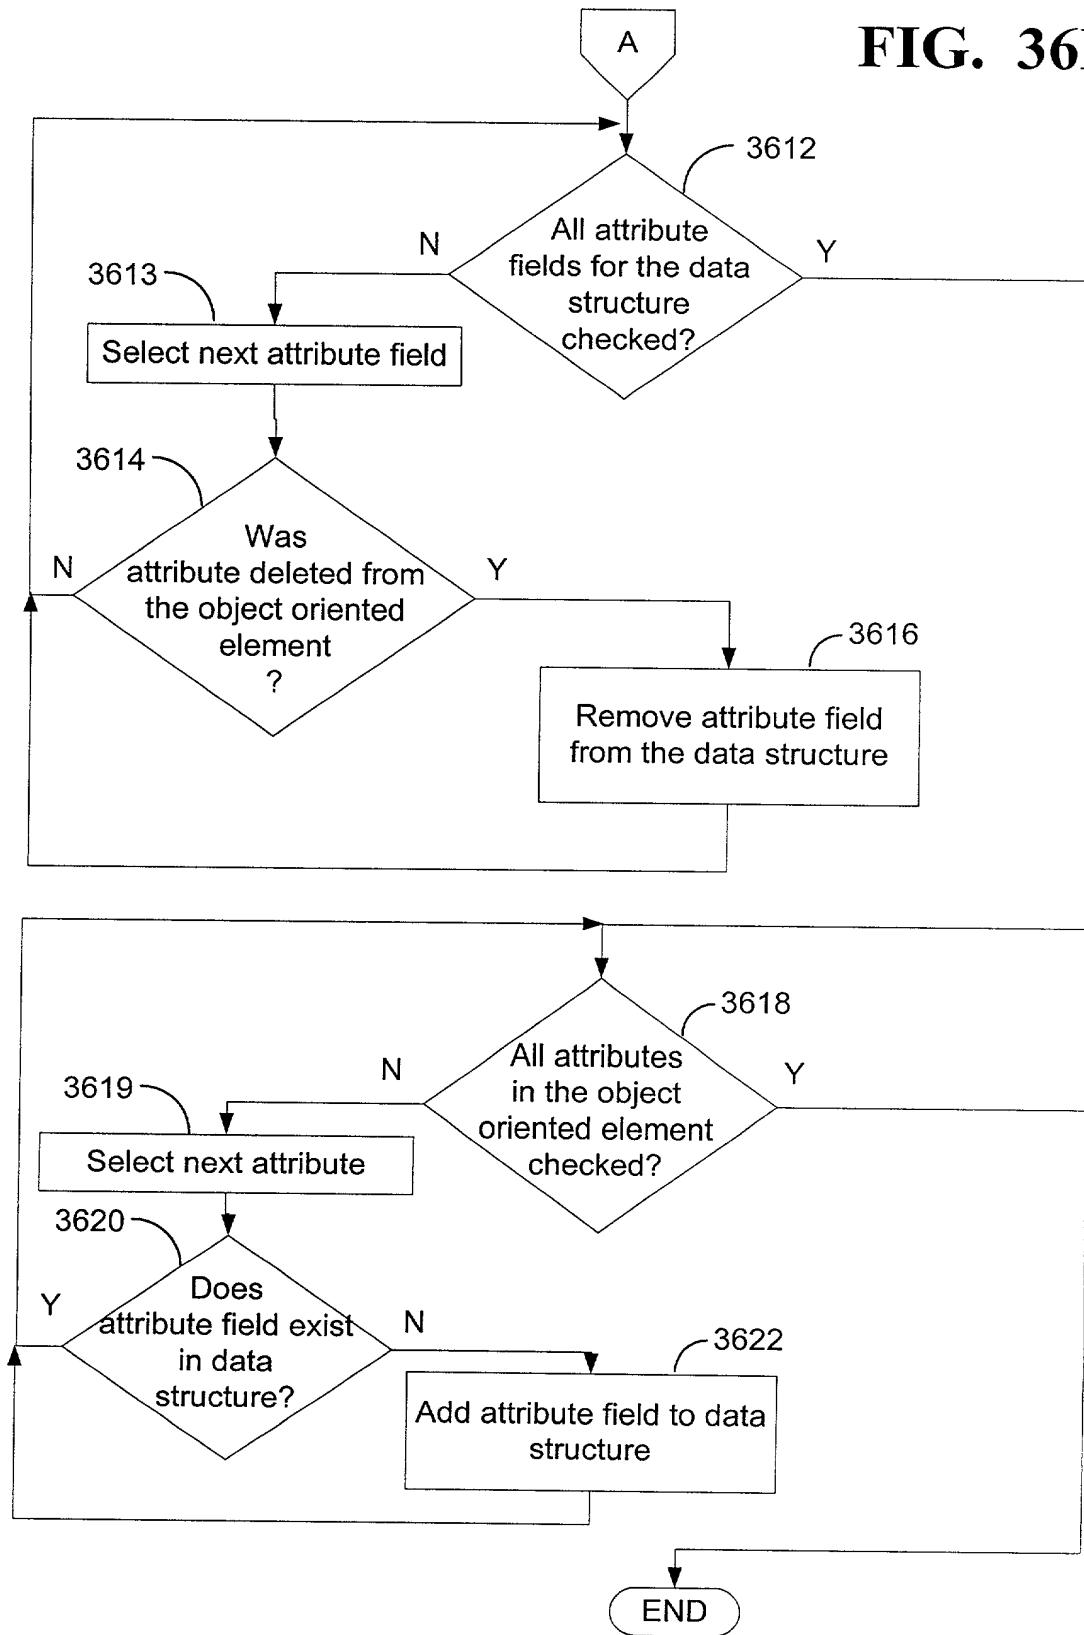 A
FIG. 36
3612
All attribute
fields for the data
structure
checked?
N
Y
3613
Select next attribute field
3614
Was
attribute deleted from
the object oriented
element
?
N
Y
3616
Remove attribute field
from the data structure
3618
All attributes
in the object
oriented element
checked?
N
Y
3619
Select next attribute
3620
Does
attribute field exist
in data
structure?
Y
N
3622
Add attribute field to data
structure
END